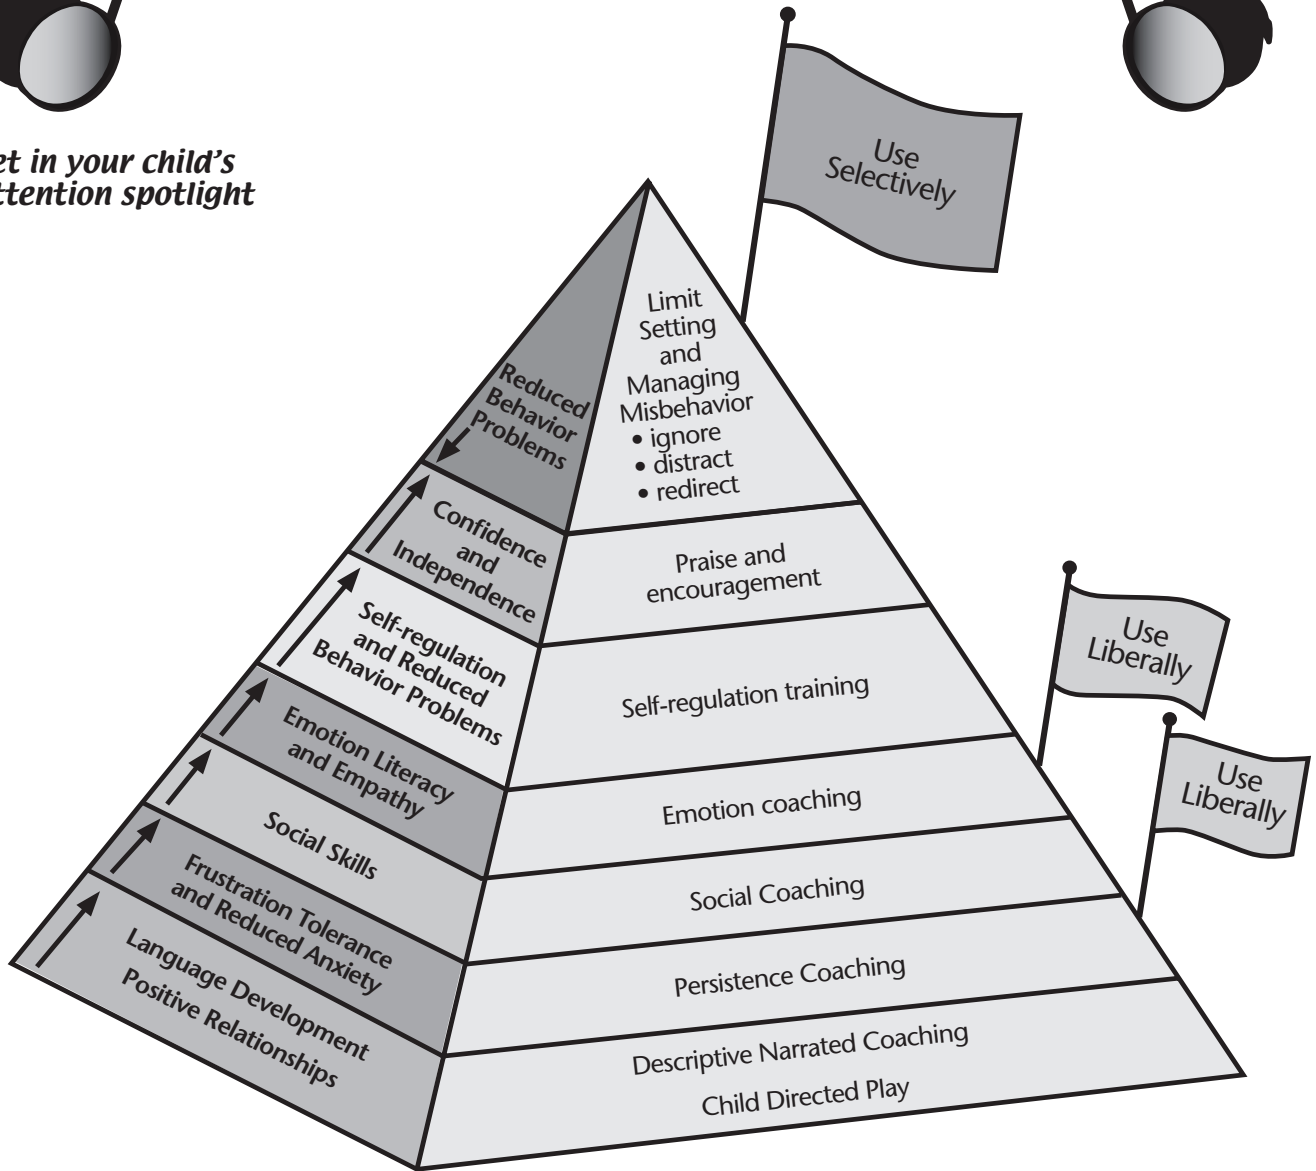 et in your child's
ttention spotlight
Use
Selectively
Limit
Setting
and
Managing
Misbehavior
• ignore
• distract
• redirect
Reduced
Behavior
Problems
Praise and
encouragement
Confidence
and
Independence
Self-regulation training
Self-regulation
and Reduced
Behavior Problems
Use
Liberally
Emotion coaching
Emotion Literacy
and Empathy
Use
Liberally
Social Coaching
Social Skills
Persistence Coaching
Frustration Tolerance
and Reduced Anxiety
Descriptive Narrated Coaching
Child Directed Play
Language Development
Positive Relationships